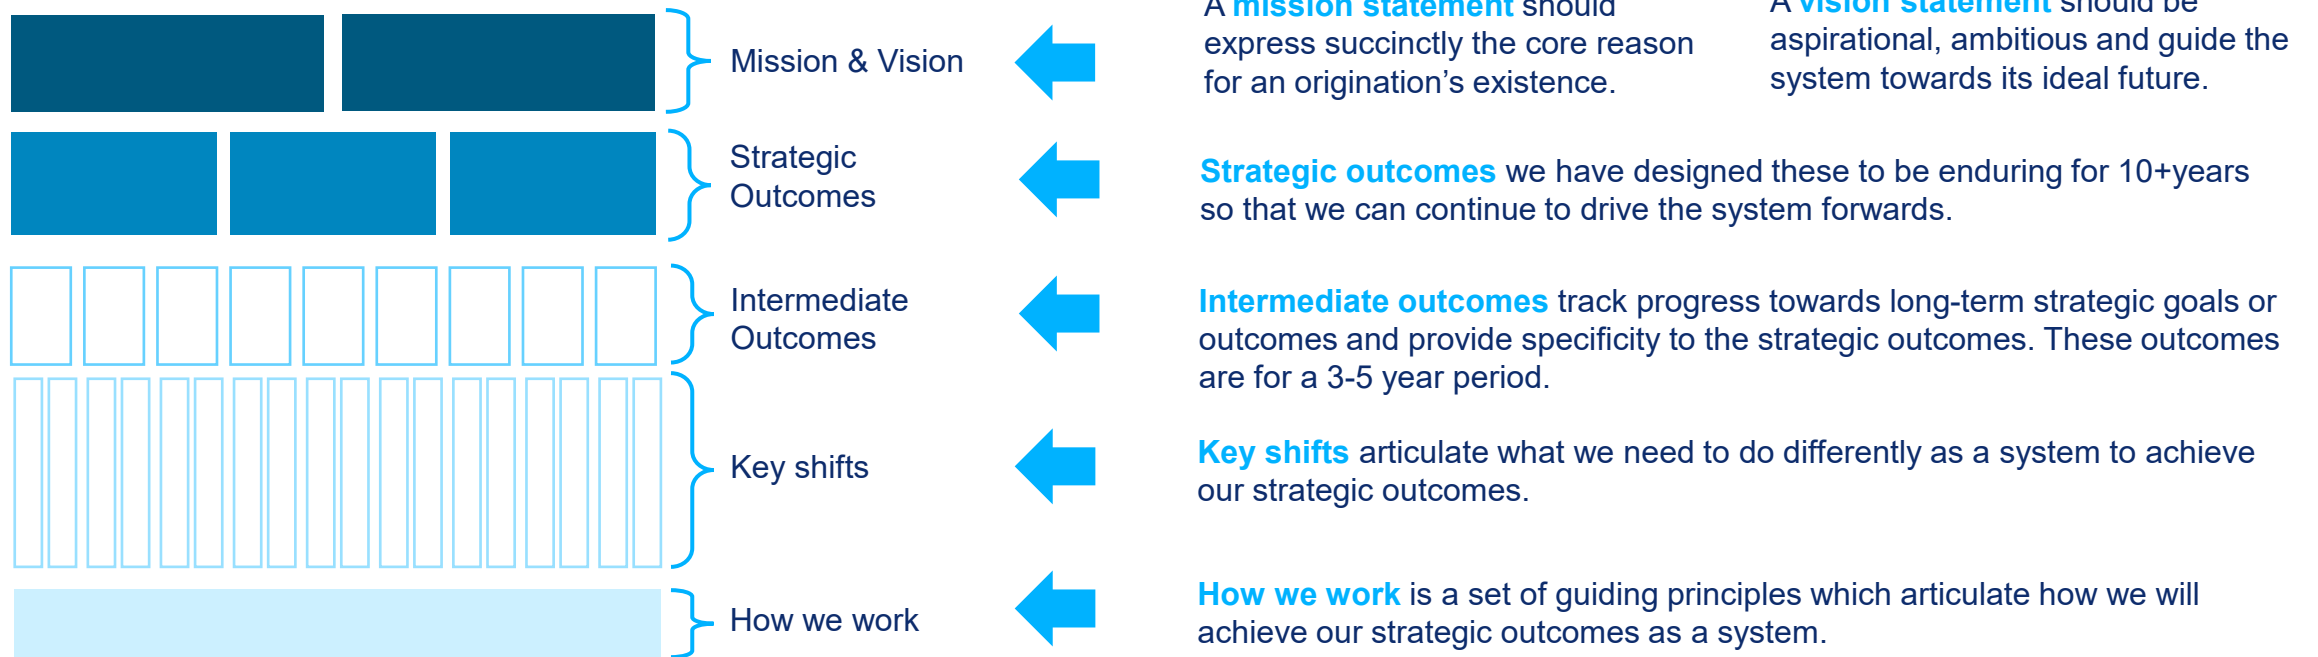 Mission & Vision
A mission statement should
express succinctly the core reason
for an origination’s existence.
A vision statement should be
aspirational, ambitious and guide the
system towards its ideal future.
Strategic
Outcomes
Strategic outcomes we have designed these to be enduring for 10+years
so that we can continue to drive the system forwards.
Intermediate
Outcomes
Intermediate outcomes track progress towards long-term strategic goals or
outcomes and provide specificity to the strategic outcomes. These outcomes
are for a 3-5 year period.
Key shifts
Key shifts articulate what we need to do differently as a system to achieve
our strategic outcomes.
How we work
How we work is a set of guiding principles which articulate how we will
achieve our strategic outcomes as a system.